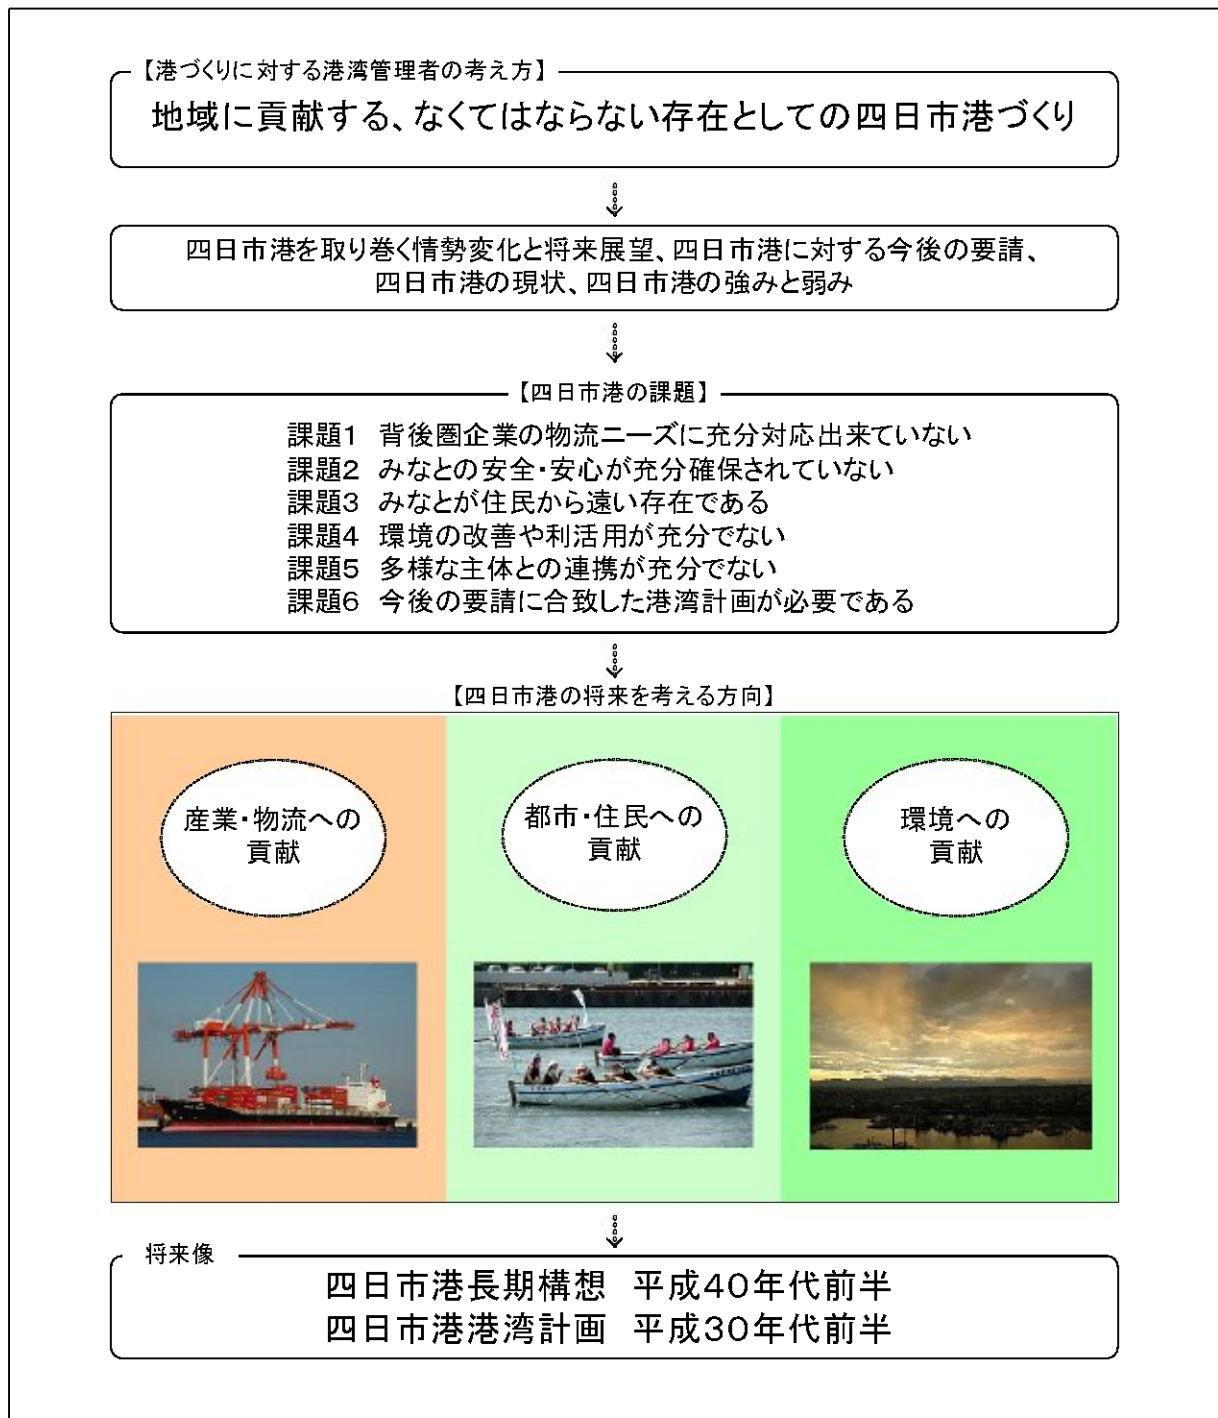 【港づくりに対する港湾管理者の考え方】
地域に貢献する、なくてはならない存在としての四日市港づくり
四日市港を取り巻く情勢変化と将来展望、四日市港に対する今後の要請、
四日市港の現状、四日市港の強みと弱み
【四日市港の課題】
課題1 背後圏企業の物流ニーズに充分対応出来ていない
課題2 みなとの安全・安心が充分確保されていない
課題3 みなとが住民から遠い存在である
課題4 環境の改善や利活用が充分でない
課題5 多様な主体との連携が充分でない
課題6 今後の要請に合致した港湾計画が必要である
【四日市港の将来を考える方向】
産業・物流への
貢献
都市・住民への
貢献
環境への
貢献
将来像
四日市港長期構想 平成40年代前半
四日市港港湾計画 平成30年代前半